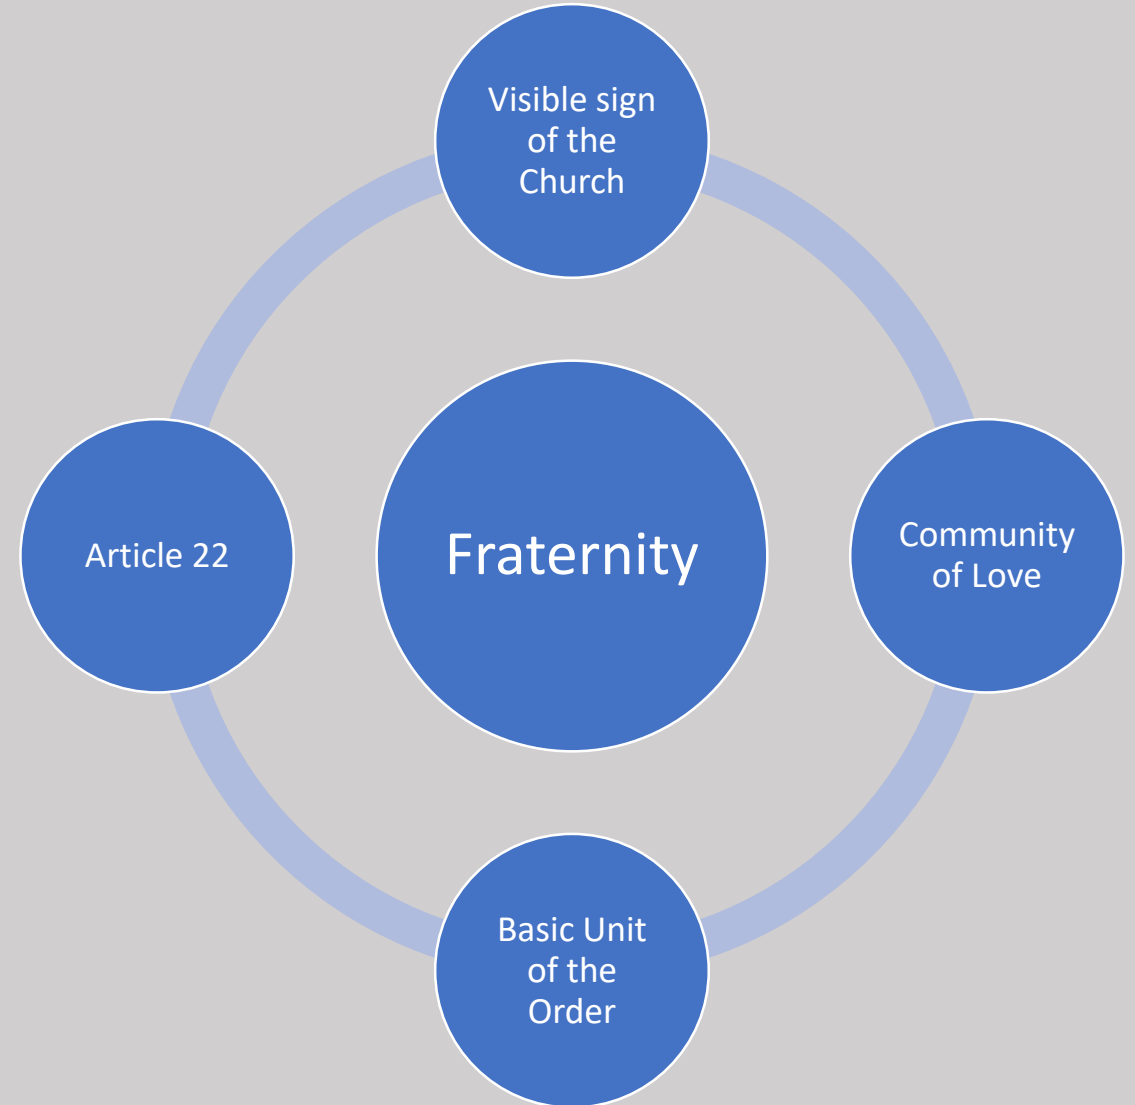 Visible sign
of the
Church
Article 22
Fraternity
Community
of Love
Basic Unit
of the
Order